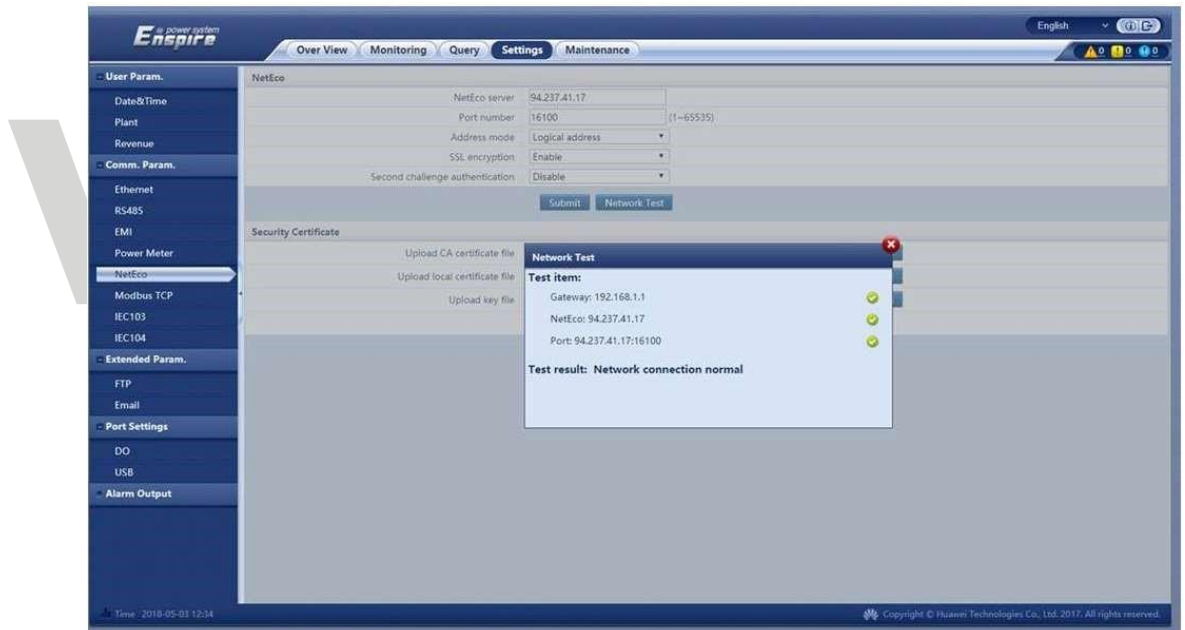 e power system
Enspire
English
Over View Monitoring Query Settings Maintenance
0 0 0
User Param.
Date&Time
Plant
Revenue
Comm. Param.
Ethernet
RS485
EMI
Power Meter
NetEco
Modbus TCP
IEC103
IEC104
Extended Param.
FTP
Email
Port Settings
DO
USB
Alarm Output
NetEco
NetEco server 94.237.41.17
Port number 16100 (1~65535)
Address mode Logical address
SSL encryption Enable
Second challenge authentication Disable
Submit Network Test
Security Certificate
Upload CA certificate file
Upload local certificate file
Upload key file
Network Test
Test item:
Gateway: 192.168.1.1
NetEco: 94.237.41.17
Port: 94.237.41.17:16100
Test result: Network connection normal
Time 2018-05-03 12:34
Copyright © Huawei Technologies Co., Ltd. 2017. All rights reserved.